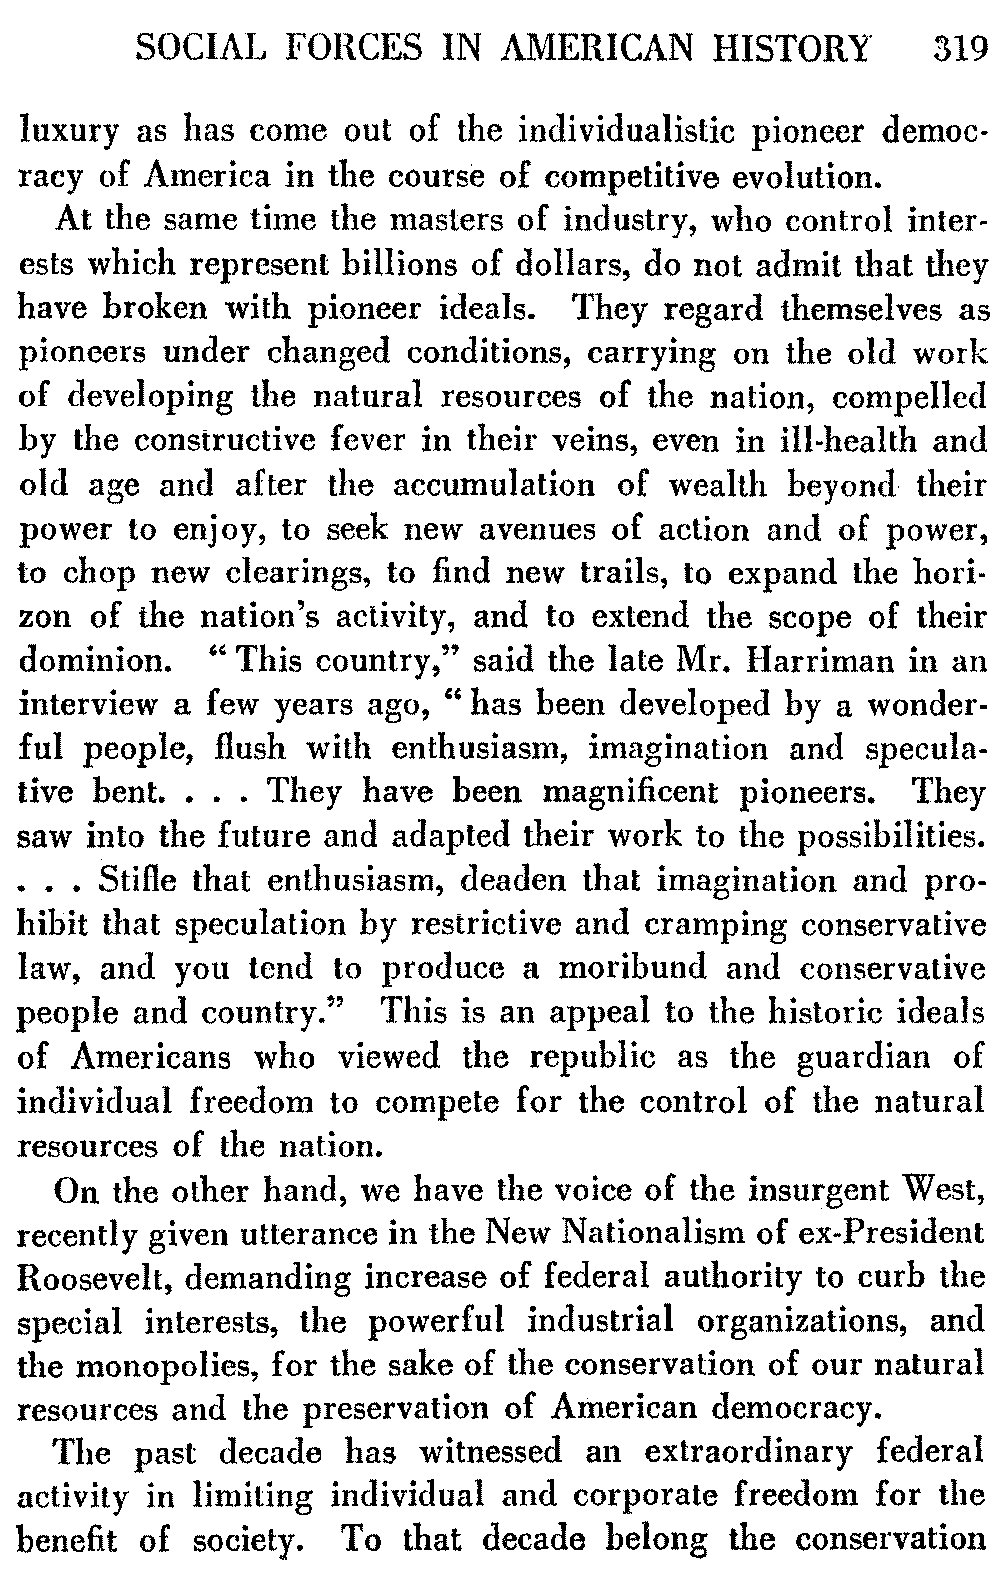 SOCIAL FORCES IN AMERICAN HISTORY 319
luxury as has come out of the individualistic pioneer democ-
racy of America in the course of competitive evolution.
At the same time the masters of industry, who control inter-
ests which represent billions of dollars, do not admit that they
have broken with pioneer ideals. They regard themselves as
pioneers under changed conditions, carrying on the old work
of developing the natural resources of the nation, compelled
by the constructive fever in their veins, even in ill-health and
old age and after the accumulation of wealth beyond their
power to enjoy, to seek new avenues of action and of power,
to chop new clearings, to find new trails, to expand the hori-
zon of the nation's activity, and to extend the scope of their
dominion. “ This country,” said the late Mr. Harriman in an
interview a few years ago, “ has been developed by a wonder-
ful people, flush with enthusiasm, imagination and specula-
tive bent. . . . They have been magnificent pioneers. They
saw into the future and adapted their work to the possibilities.
. . . Stifle that enthusiasm, deaden that imagination and pro-
hibit that speculation by restrictive and cramping conservative
law, and you tend to produce a moribund and conservative
people and country.” This is an appeal to the historic ideals
of Americans who viewed the republic as the guardian of
individual freedom to compete for the control of the natural
resources of the nation.
On the other hand, we have the voice of the insurgent West,
recently given utterance in the New Nationalism of ex-President
Roosevelt, demanding increase of federal authority to curb the
special interests, the powerful industrial organizations, and
the monopolies, for the sake of the conservation of our natural
resources and the preservation of American democracy.
The past decade has witnessed an extraordinary federal
activity in limiting individual and corporate freedom for the
benefit of society. To that decade belong the conservation